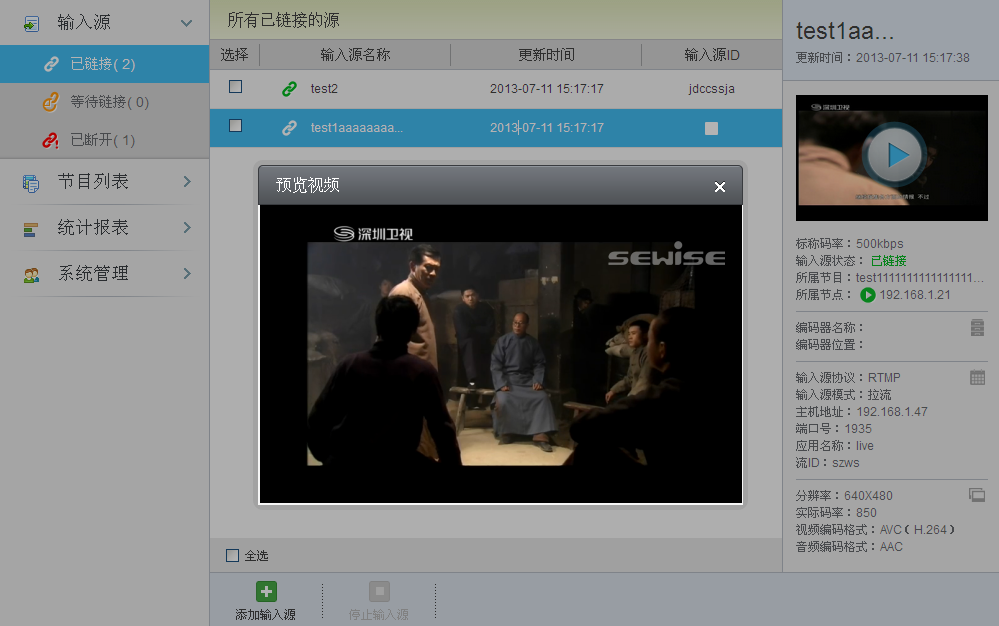 输入源
已链接( 2)
等待链接( 0)
已断开( 1)
节目列表
统计报表
系统管理
所有已链接的源
选择 输入源名称 更新时间 输入源ID
test2 2013-07-11 15:17:17 jdccssja
test1aaaaaaaa... 2013-07-11 15:17:17
预览视频
深圳卫视
SEWISE
全选
添加输入源 停止输入源
test1aa...
更新时间：2013-07-11 15:17:38
深圳卫视
标称码率：500kbps
输入源状态：已链接
所属节目：test1111111111111111...
所属节点： 192.168.1.21
编码器名称：
编码器位置：
输入源协议：RTMP
输入源模式：拉流
主机地址：192.168.1.47
端口号：1935
应用名称：live
流ID：szws
分辨率：640X480
实际码率：850
视频编码格式：AVC ( H.264 )
音频编码格式：AAC